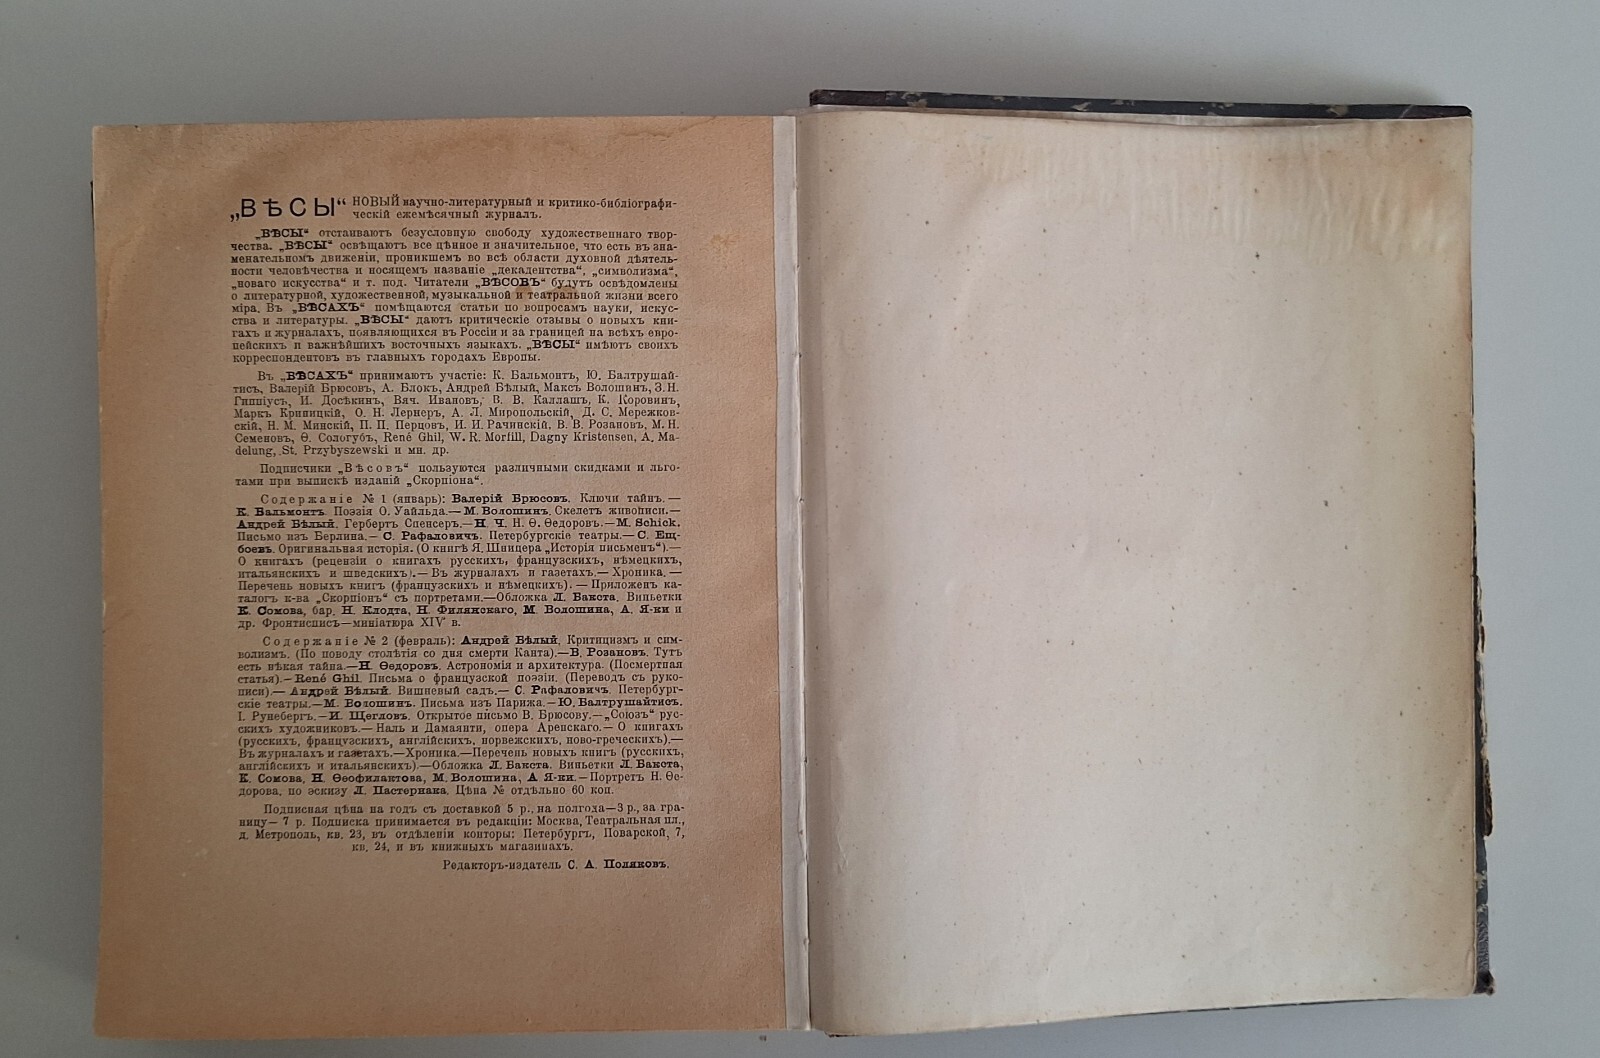 „ВѢСЫ“ НОВЫЙ научно-литературный и критико-библіографи-
ческій ежемѣсячный журналъ.
„ВѢСЫ“ отстаиваютъ безусловную свободу художественнаго твор-
чества. „ВѢСЫ“ освѣщаютъ все цѣнное и значительное, что есть въ зна-
менательномъ движеніи, проникшемъ во всѣ области духовной дѣятель-
ности человѣчества и носящемъ названіе „декадентства“, „символизма“,
„новаго искусства“ и т. под. Читатели „ВѢСОВЪ“ будутъ освѣдомлены
о литературной, художественной, музыкальной и театральной жизни всего
міра. Въ „ВѢСАХЪ“ помѣщаются статьи по вопросамъ науки, искус-
ства и литературы. „ВѢСЫ“ даютъ критическіе отзывы о новыхъ кни-
гахъ и журналахъ, появляющихся въ Россіи и за границей на всѣхъ евро-
пейскихъ и важнѣйшихъ восточныхъ языкахъ. „ВѢСЫ“ имѣютъ своихъ
корреспондентовъ въ главныхъ городахъ Европы.
Въ „ВѢСАХЪ“ принимаютъ участіе: К. Бальмонтъ, Ю. Балтрушай-
тисъ, Валерій Брюсовъ, А. Блокъ, Андрей Бѣлый, Максъ Волошинъ, З. Н.
Гиппіусъ, И. Досѣкинъ, Вяч. Ивановъ, В. В. Каллашъ, К. Коровинъ,
Маркъ Криницкій, О. Н. Лернеръ, А. Л. Миропольскій, Д. С. Мережков-
скій, Н. М. Минскій, П. П. Перцовъ, И. И. Рачинскій, В. В. Розановъ, М. Н.
Семеновъ, Ѳ. Сологубъ, René Ghil, W. R. Morfill, Dagny Kristensen, A. Ma-
delung, St. Przybyszewski и мн. др.
Подписчики „Вѣсовъ“ пользуются различными скидками и льго-
тами при выпискѣ изданій „Скорпіона“.
Содержаніе № 1 (январь): Валерій Брюсовъ. Ключи тайнъ.—
К. Бальмонтъ. Поэзія О. Уайльда.—М. Волошинъ. Скелетъ живописи.—
Андрей Бѣлый. Гербертъ Спенсеръ.—Н. Ч. Н. Ѳ. Ѳедоровъ.—M. Schick.
Письмо изъ Берлина.—С. Рафаловичъ. Петербургскіе театры.—С. Ещ-
боевъ. Оригинальная исторія. (О книгѣ Я. Шницера „Исторія письменъ“).—
О книгахъ (рецензіи о книгахъ русскихъ, французскихъ, нѣмецкихъ,
итальянскихъ и шведскихъ).—Въ журналахъ и газетахъ.—Хроника.—
Перечень новыхъ книгъ (французскихъ и нѣмецкихъ).—Приложенъ ка-
талогъ к-ва „Скорпіонъ“ съ портретами.—Обложка Л. Бакста. Виньетки
К. Сомова, бар. Н. Клодта, Н. Филянскаго, М. Волошина, А. Я-ки и
др. Фронтисписъ—миніатюра XIV в.
Содержаніе № 2 (февраль): Андрей Бѣлый. Критицизмъ и сим-
волизмъ. (По поводу столѣтія со дня смерти Канта).—В. Розановъ. Тутъ
есть нѣкая тайна.—Н. Ѳедоровъ. Астрономія и архитектура. (Посмертная
статья).—René Ghil. Письма о французской поэзіи. (Переводъ съ руко-
писи).—Андрей Бѣлый. Вишневый садъ.—С. Рафаловичъ. Петербург-
скіе театры.—М. Волошинъ. Письма изъ Парижа.—Ю. Балтрушайтисъ.
І. Рунебергъ.—И. Щегловъ. Открытое письмо В. Брюсову.—„Союзъ“ рус-
скихъ художниковъ.—Наль и Дамаянти, опера Аренскаго.—О книгахъ
(русскихъ, французскихъ, англійскихъ, норвежскихъ, ново-греческихъ).—
Въ журналахъ и газетахъ.—Хроника.—Перечень новыхъ книгъ (русскихъ,
англійскихъ и итальянскихъ).—Обложка Л. Бакста. Виньетки Л. Бакста,
К. Сомова, Н. Ѳеофилактова, М. Волошина, А Я-ки.—Портретъ Н. Ѳе-
дорова, по эскизу Л. Пастернака. Цѣна № отдѣльно 60 коп.
Подписная цѣна на годъ съ доставкой 5 р., на полгода—3 р., за гра-
ницу—7 р. Подписка принимается въ редакціи: Москва, Театральная пл.,
д. Метрополь, кв. 23, въ отдѣленіи конторы: Петербургъ, Поварской, 7,
кв. 24, и въ книжныхъ магазинахъ.
Редакторъ-издатель С. А. Поляковъ.